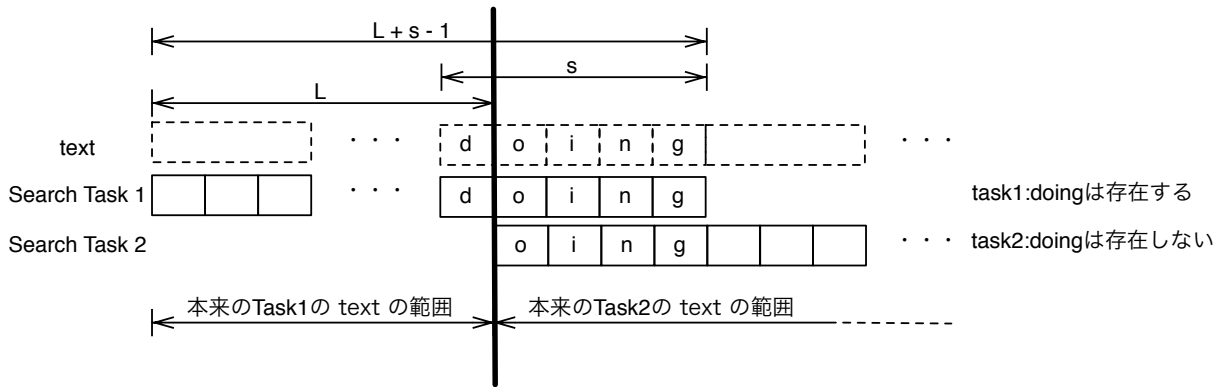 L + s - 1
s
L
text ・・・ d o i n g ・・・
Search Task 1 ・・・ d o i n g task1:doingは存在する
Search Task 2 o i n g ・・・ task2:doingは存在しない
本来のTask1の text の範囲 本来のTask2の text の範囲